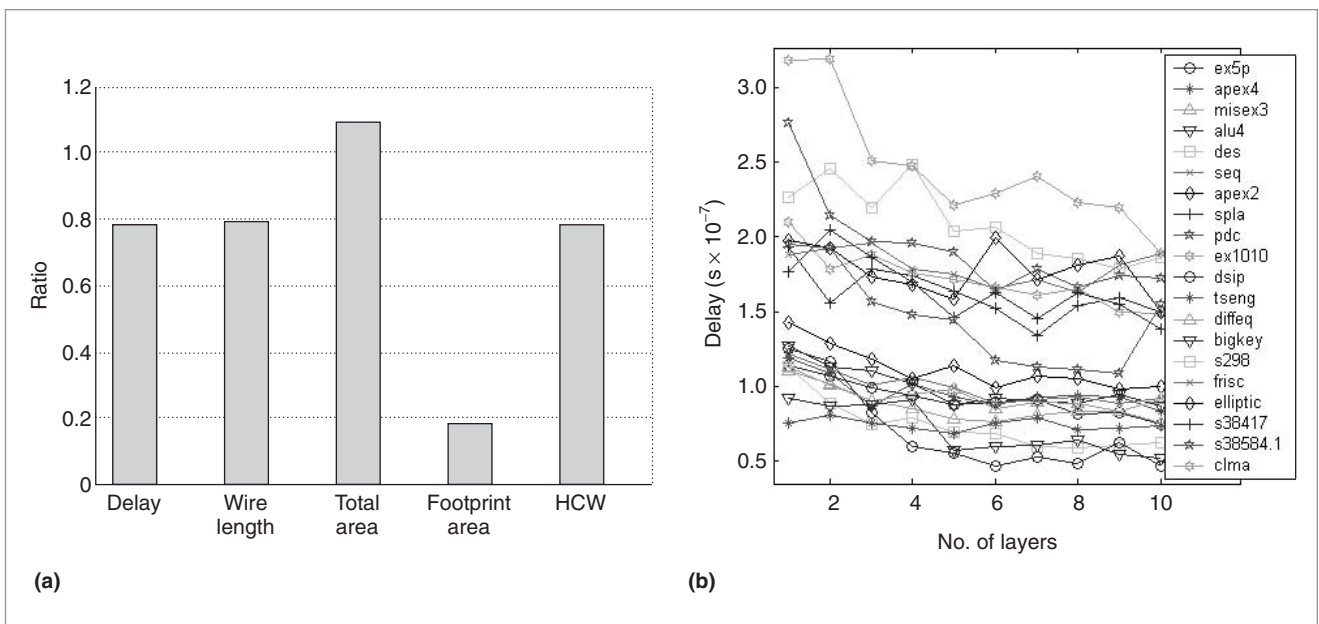 1.2
1.0
0.8
0.6
0.4
0.2
0
Ratio
Delay
Wire
length
Total
area
Footprint
area
HCW
(a)
3.0
2.5
2.0
1.5
1.0
0.5
Delay (s × 10⁻⁷)
2 4 6 8 10
No. of layers
ex5p
apex4
misex3
alu4
des
seq
apex2
spla
pdc
ex1010
dsip
tseng
diffeq
bigkey
s298
frisc
elliptic
s38417
s38584.1
clma
(b)